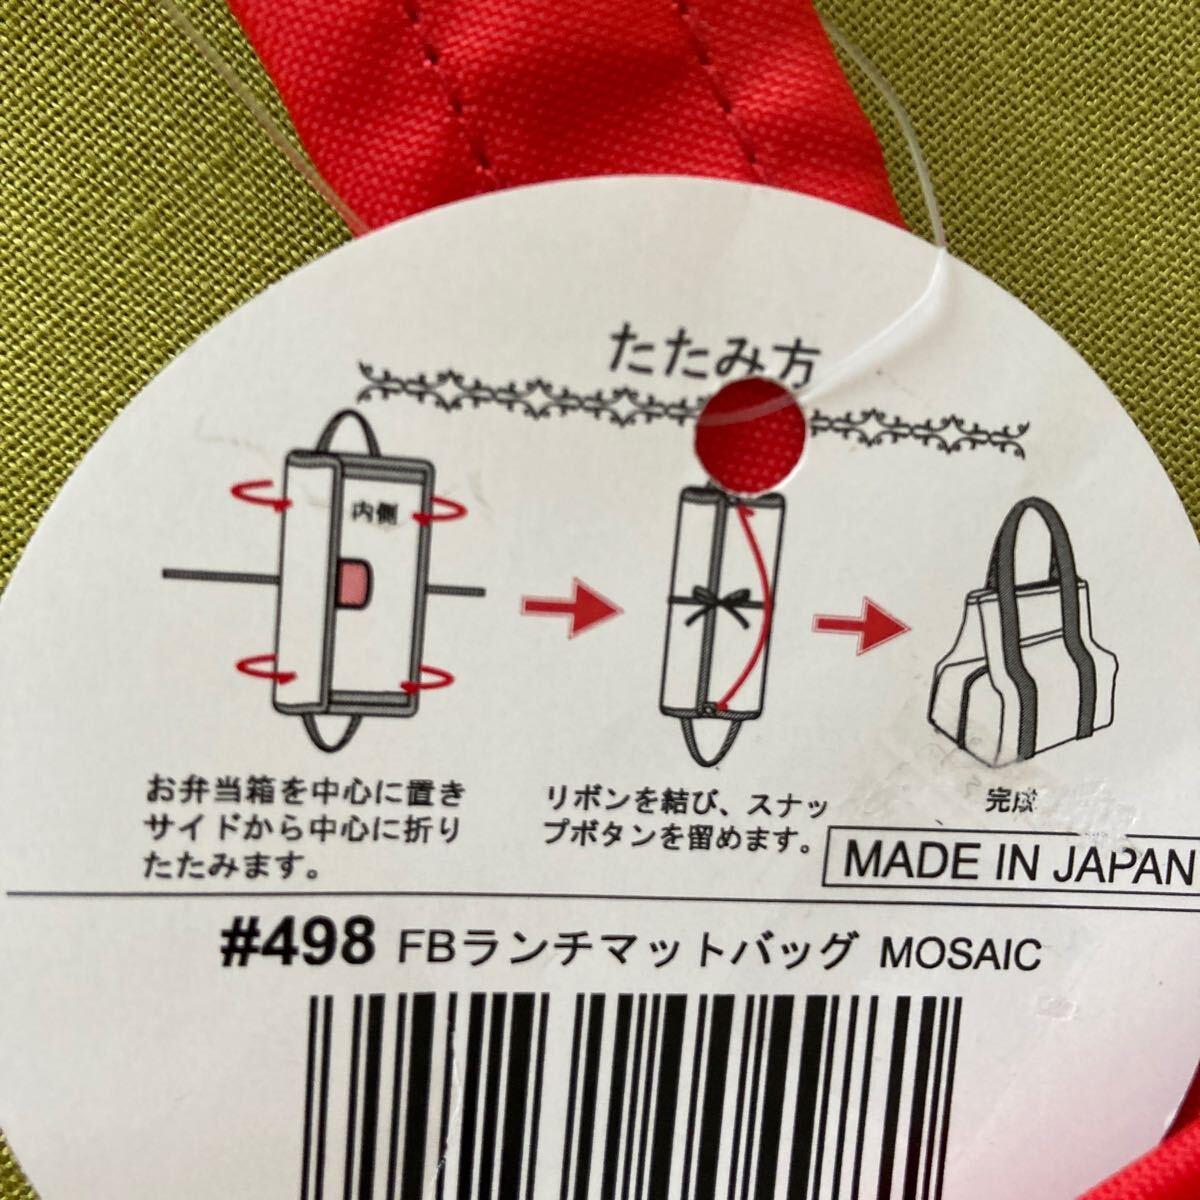 たたみ方
内側
お弁当箱を中心に置き
サイドから中心に折り
たたみます。
リボンを結び、スナッ
プボタンを留めます。
完成
MADE IN JAPAN
#498 FBランチマットバッグ MOSAIC